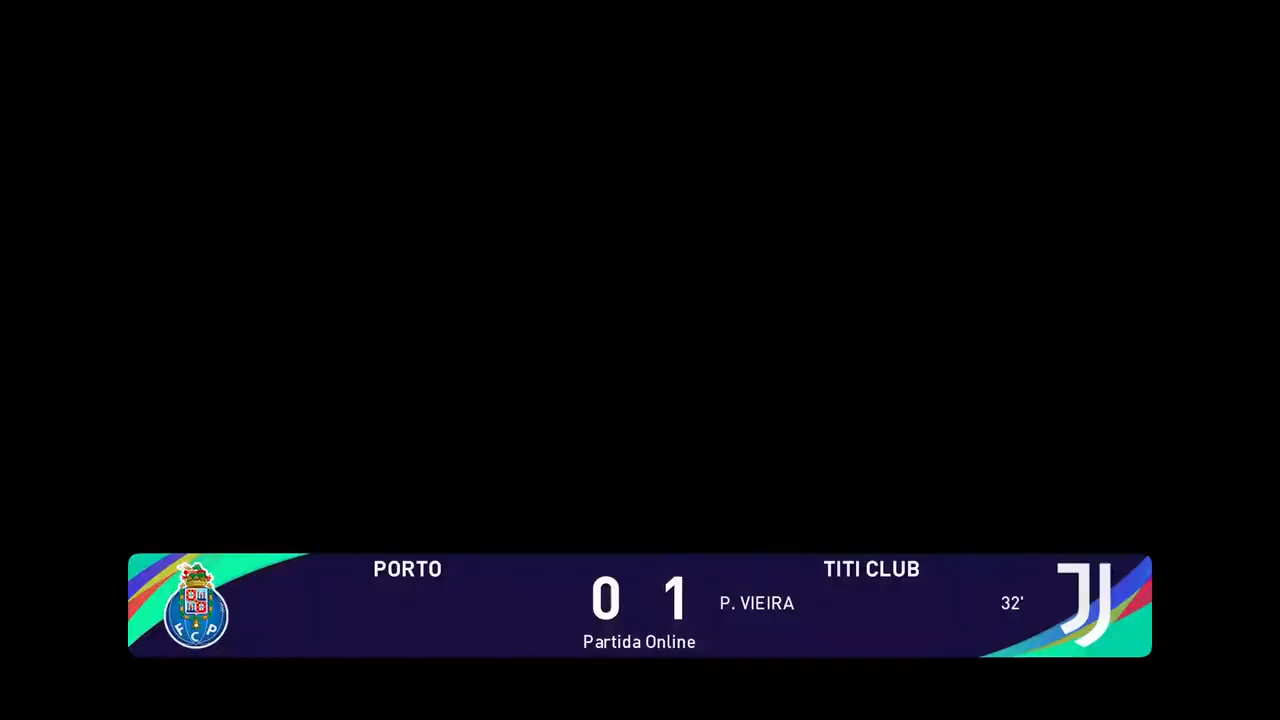 PORTO
TITI CLUB
0 1
P. VIEIRA 32'
Partida Online
F C P